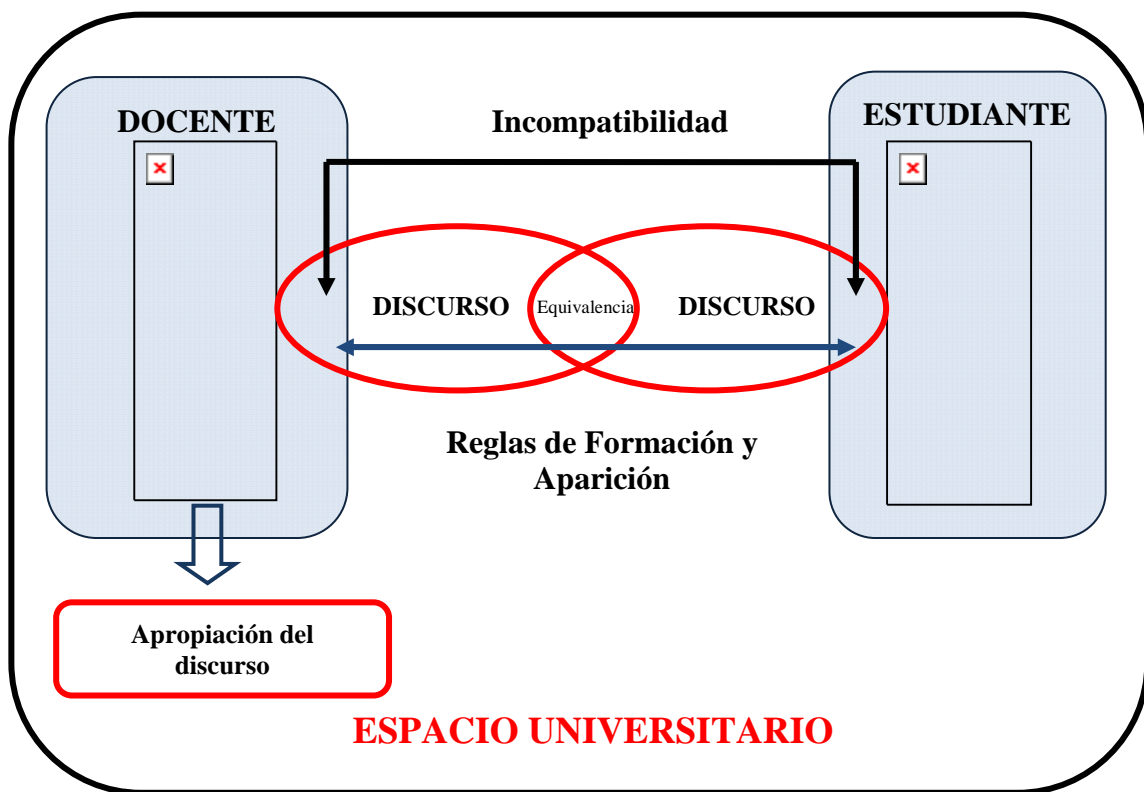 DOCENTE
Incompatibilidad
ESTUDIANTE
DISCURSO
Equivalencia
DISCURSO
Reglas de Formación y
Aparición
Apropiación del
discurso
ESPACIO UNIVERSITARIO